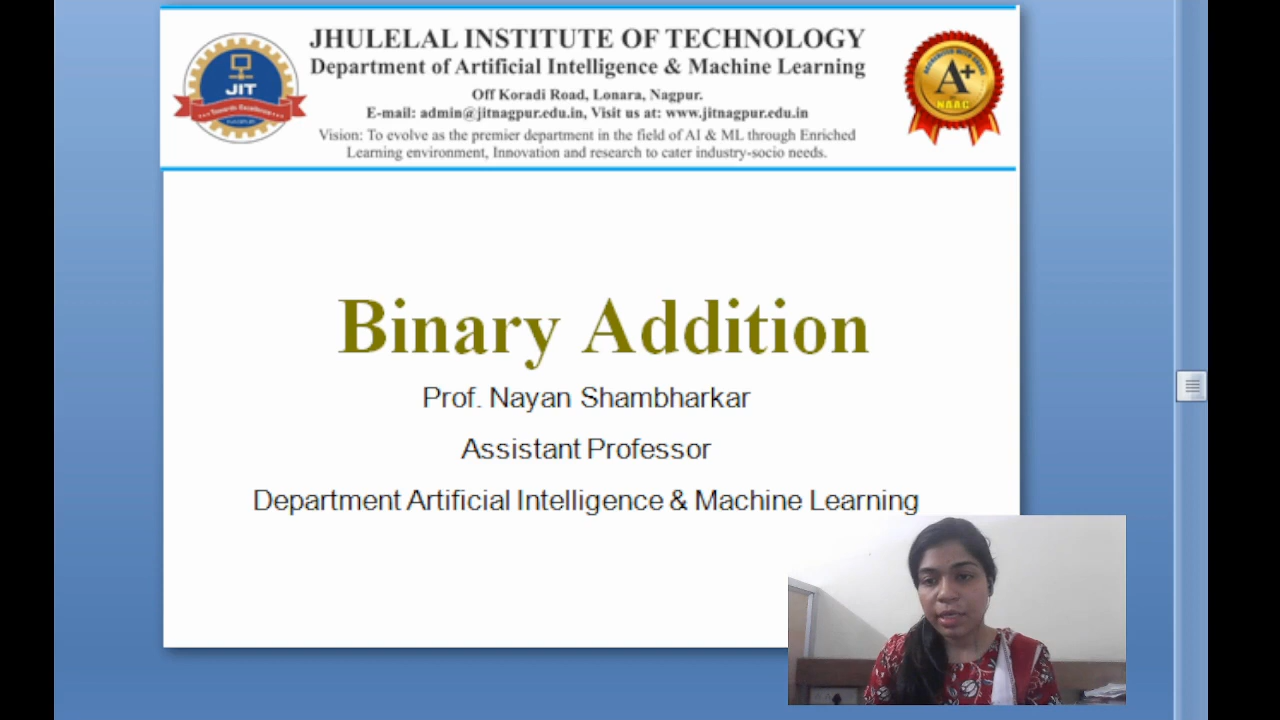 JHULELAL INSTITUTE OF TECHNOLOGY
Department of Artificial Intelligence & Machine Learning
Off Koradi Road, Lonara, Nagpur.
E-mail: admin@jitnagpur.edu.in, Visit us at: www.jitnagpur.edu.in
Vision: To evolve as the premier department in the field of AI & ML through Enriched
Learning environment, Innovation and research to cater industry-socio needs.
JIT
Towards Excellence
NAGPUR
A+
NAAC
Binary Addition
Prof. Nayan Shambharkar
Assistant Professor
Department Artificial Intelligence & Machine Learning